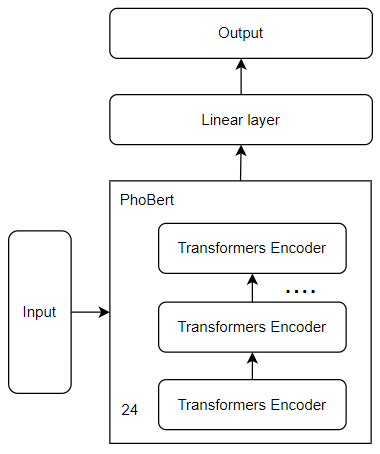 Output
Linear layer
PhoBert
Transformers Encoder
....
Input
Transformers Encoder
24
Transformers Encoder